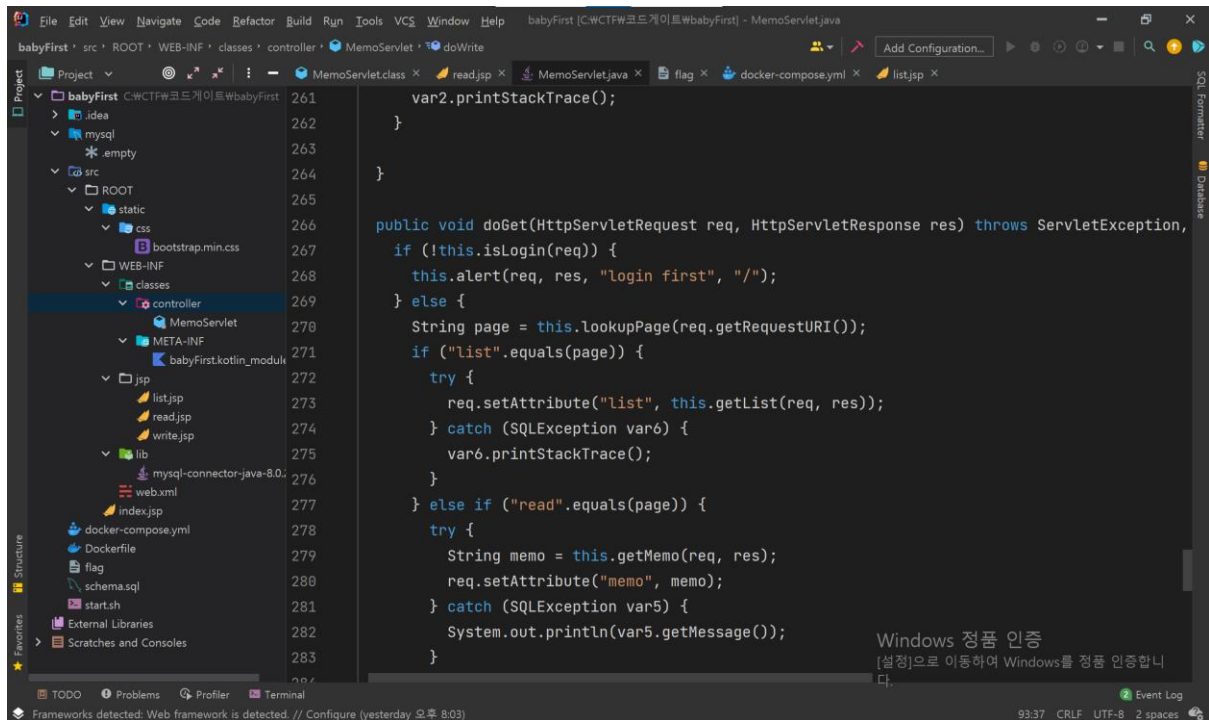 File Edit View Navigate Code Refactor Build Run Tools VCS Window Help babyFirst [C:₩CTF₩코드게이트₩babyFirst] - MemoServlet.java
babyFirst src ROOT WEB-INF classes controller MemoServlet doWrite Add Configuration...
Project MemoServlet.class read.jsp MemoServlet.java flag docker-compose.yml list.jsp
Project
Structure
Favorites
SQL Formatter
Database
babyFirst C:₩CTF₩코드게이트₩babyFirst
.idea
mysql
.empty
src
ROOT
static
css
bootstrap.min.css
WEB-INF
classes
controller
MemoServlet
META-INF
babyFirst.kotlin_module
jsp
list.jsp
read.jsp
write.jsp
lib
mysql-connector-java-8.0.
web.xml
index.jsp
docker-compose.yml
Dockerfile
flag
schema.sql
start.sh
External Libraries
Scratches and Consoles
261 var2.printStackTrace();
262 }
263
264 }
265
266 public void doGet(HttpServletRequest req, HttpServletResponse res) throws ServletException,
267 if (!this.isLogin(req)) {
268 this.alert(req, res, "login first", "/");
269 } else {
270 String page = this.lookupPage(req.getRequestURI());
271 if ("list".equals(page)) {
272 try {
273 req.setAttribute("list", this.getList(req, res));
274 } catch (SQLException var6) {
275 var6.printStackTrace();
276 }
277 } else if ("read".equals(page)) {
278 try {
279 String memo = this.getMemo(req, res);
280 req.setAttribute("memo", memo);
281 } catch (SQLException var5) {
282 System.out.println(var5.getMessage());
283 }
Windows 정품 인증
[설정]으로 이동하여 Windows를 정품 인증합니
다.
TODO Problems Profiler Terminal 2 Event Log
Frameworks detected: Web framework is detected. // Configure (yesterday 오후 8:03) 93:37 CRLF UTF-8 2 spaces